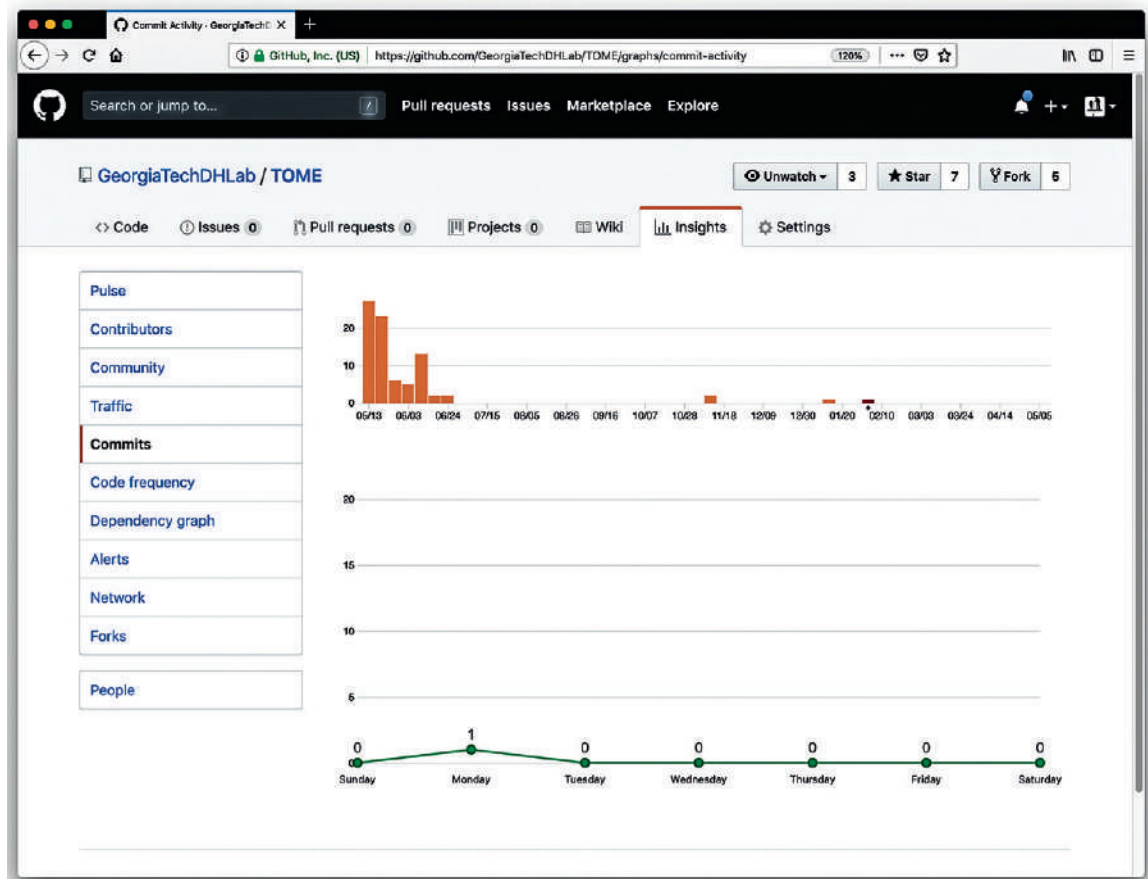 Commit Activity · GeorgiaTechD
GitHub, Inc. (US) https://github.com/GeorgiaTechDHLab/TOME/graphs/commit-activity 120%
Search or jump to... / Pull requests Issues Marketplace Explore
GeorgiaTechDHLab / TOME Unwatch 3 Star 7 Fork 5
Code Issues 0 Pull requests 0 Projects 0 Wiki Insights Settings
Pulse
Contributors
Community
Traffic
Commits
Code frequency
Dependency graph
Alerts
Network
Forks
People
20
10
0
05/13 06/03 06/24 07/15 08/05 08/26 09/16 10/07 10/28 11/18 12/09 12/30 01/20 02/10 03/03 03/24 04/14 05/05
20
15
10
5
0
0 1 0 0 0 0 0
Sunday Monday Tuesday Wednesday Thursday Friday Saturday